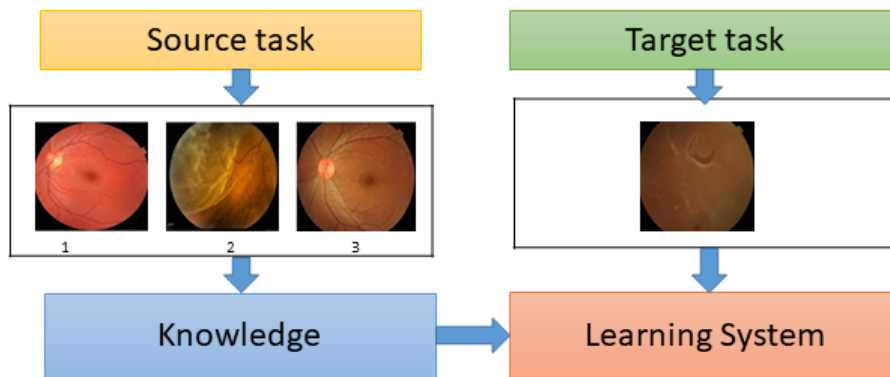 Source task
Target task
1
2
3
Knowledge
Learning System